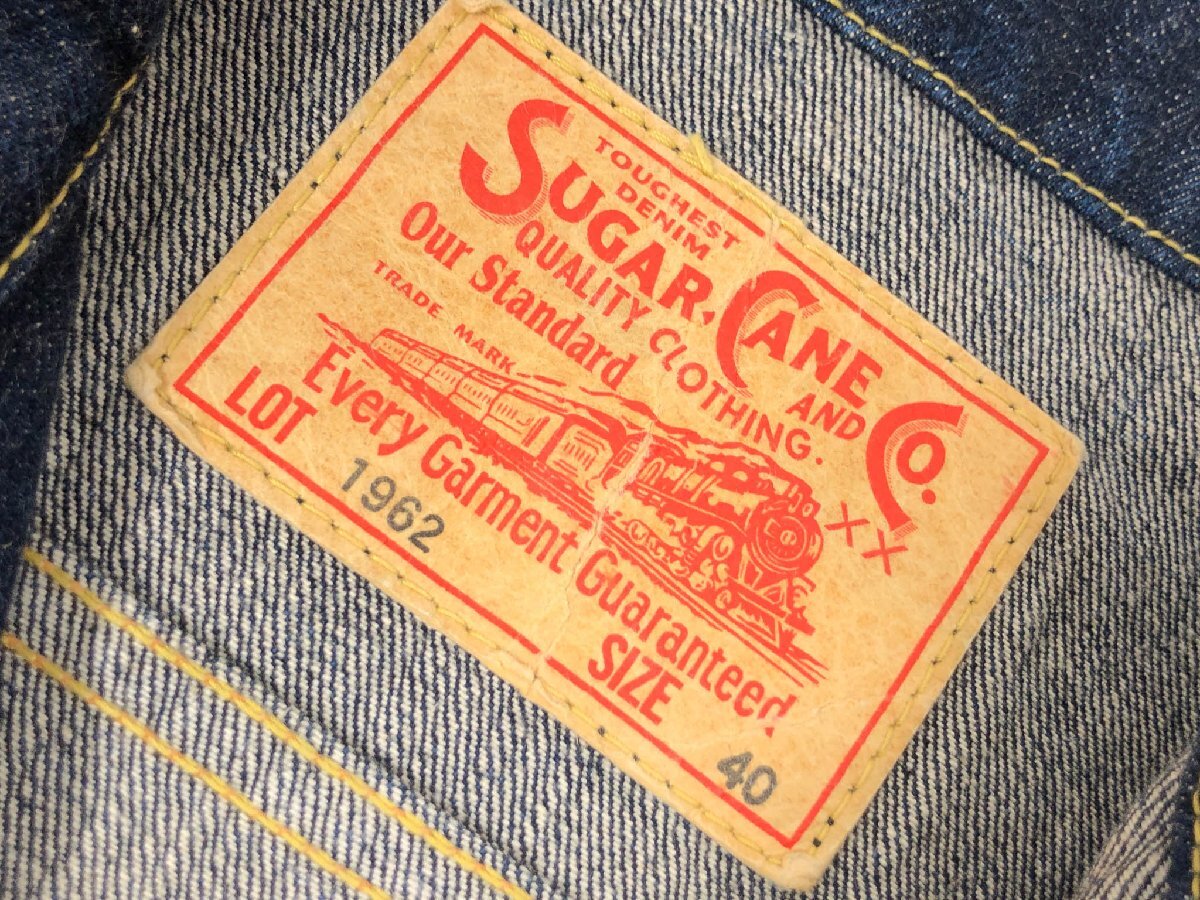 TOUGHEST
DENIM
SUGAR. CANE Co.
QUALITY CLOTHING. AND
Our Standard
TRADE MARK
XX
Every Garment Guaranteed
LOT 1962 SIZE 40